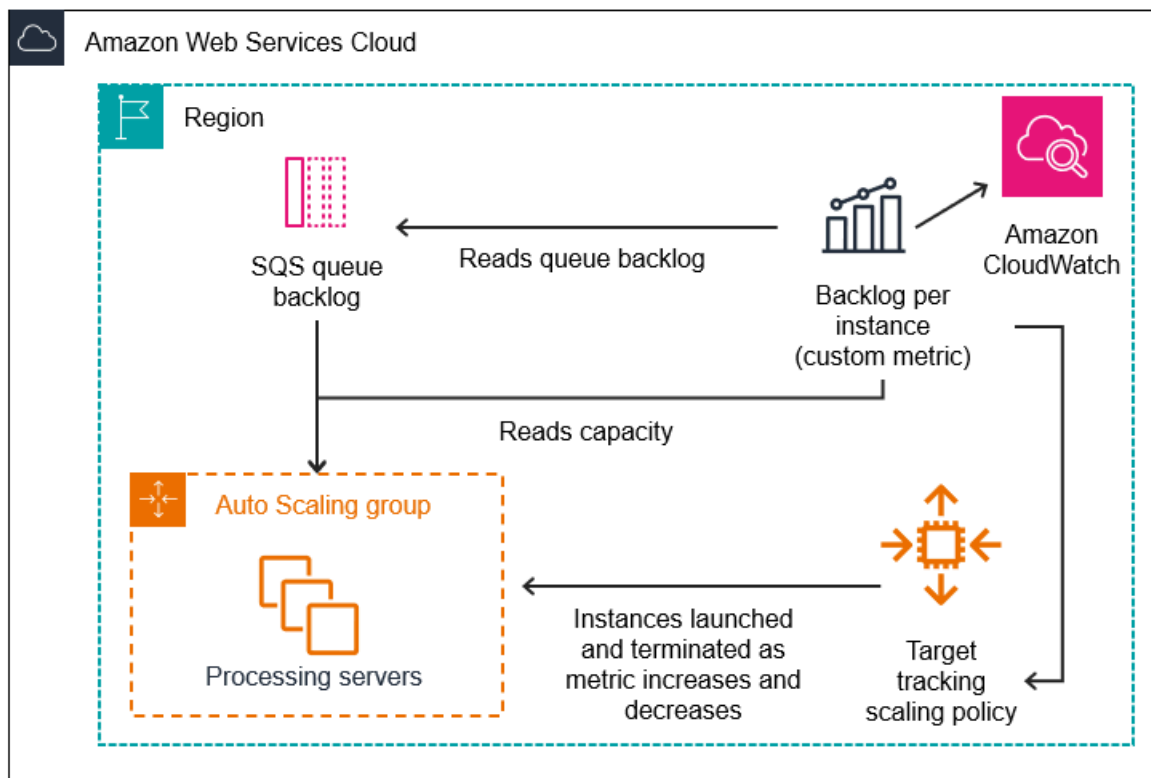 Amazon Web Services Cloud
Region
SQS queue
backlog
Reads queue backlog
Backlog per
instance
(custom metric)
Amazon
CloudWatch
Reads capacity
Auto Scaling group
Processing servers
Instances launched
and terminated as
metric increases and
decreases
Target
tracking
scaling policy